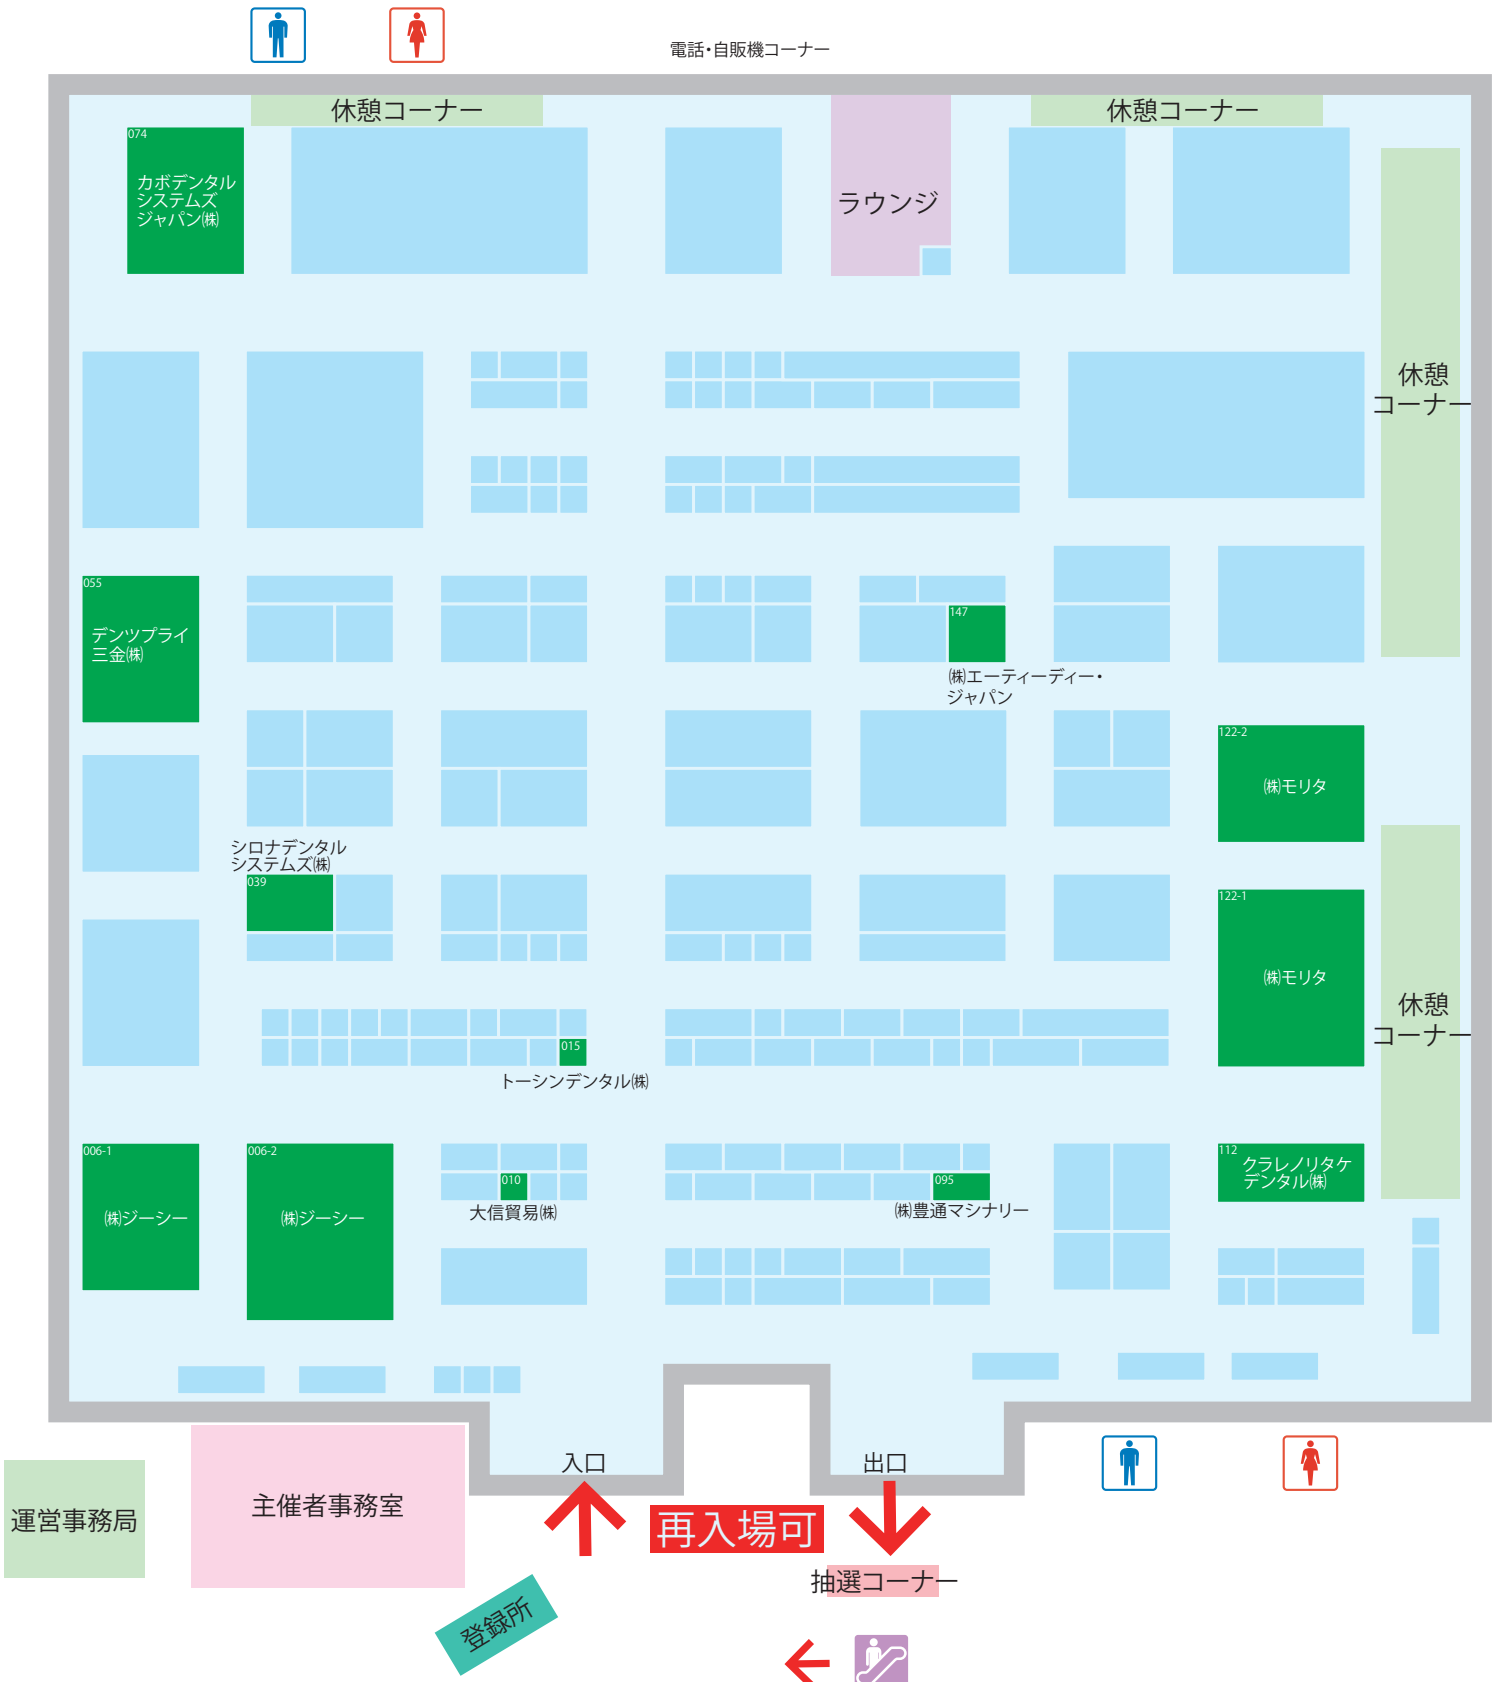 電話・自販機コーナー
休憩コーナー
休憩コーナー
074
カボデンタル
システムズ
ジャパン㈱
ラウンジ
休憩
コーナー
055
デンツプライ
三金㈱
147
㈱エーティーディー・
ジャパン
122-2
㈱モリタ
シロナデンタル
システムズ㈱
039
122-1
㈱モリタ
休憩
コーナー
015
トーシンデンタル㈱
006-1
㈱ジーシー
006-2
㈱ジーシー
010
大信貿易㈱
095
㈱豊通マシナリー
112
クラレノリタケ
デンタル㈱
入口
出口
運営事務局
主催者事務室
再入場可
抽選コーナー
登録所